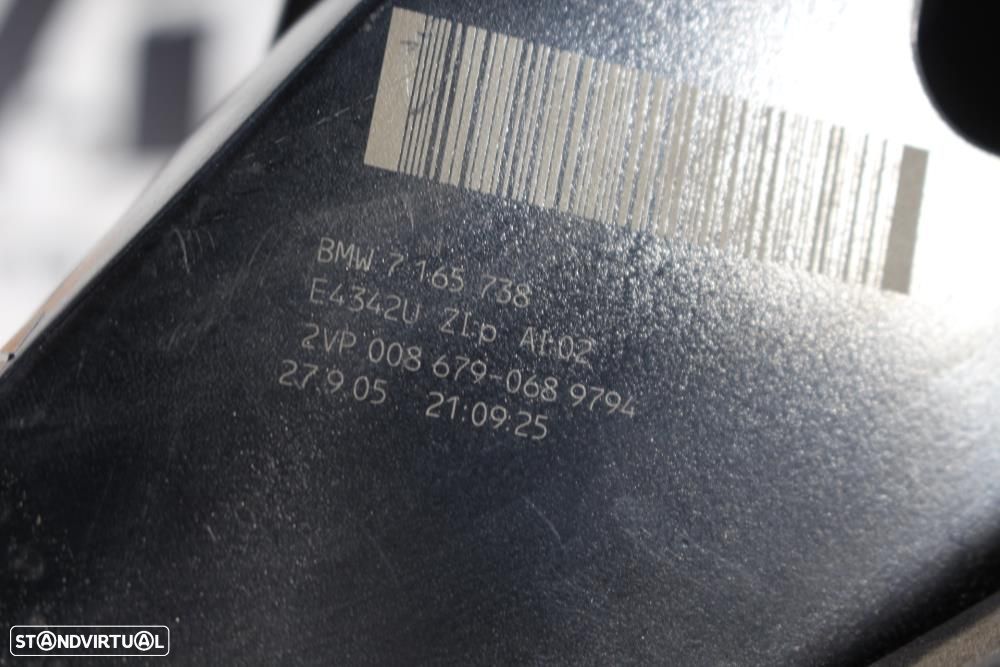 BMW 7 165 738
E4342U ZI:p AI:02
2VP 008 679-068 9794
27.9.05 21:09:25
STANDVIRTUAL